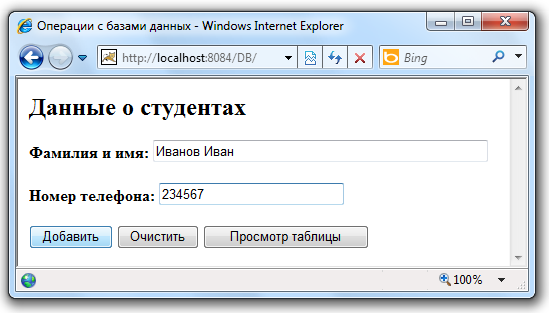 Операции с базами данных - Windows Internet Explorer
http://localhost:8084/DB/
Bing
Данные о студентах
Фамилия и имя: Иванов Иван
Номер телефона: 234567
Добавить Очистить Просмотр таблицы
100%